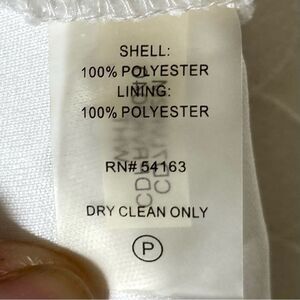 SHELL:
100% POLYESTER
LINING:
100% POLYESTER
RN# 54163
DRY CLEAN ONLY
P